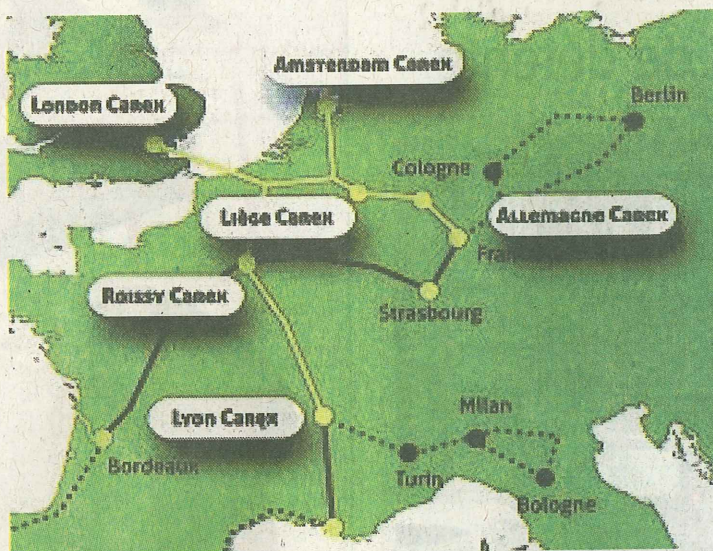 Amsterdam Carex
London Carex
Berlin
Cologne
Liège Carex
Allemagne Carex
Fran
Roissy Carex
Strasbourg
Lyon Carex
Milan
Bordeaux
Turin
Bologne